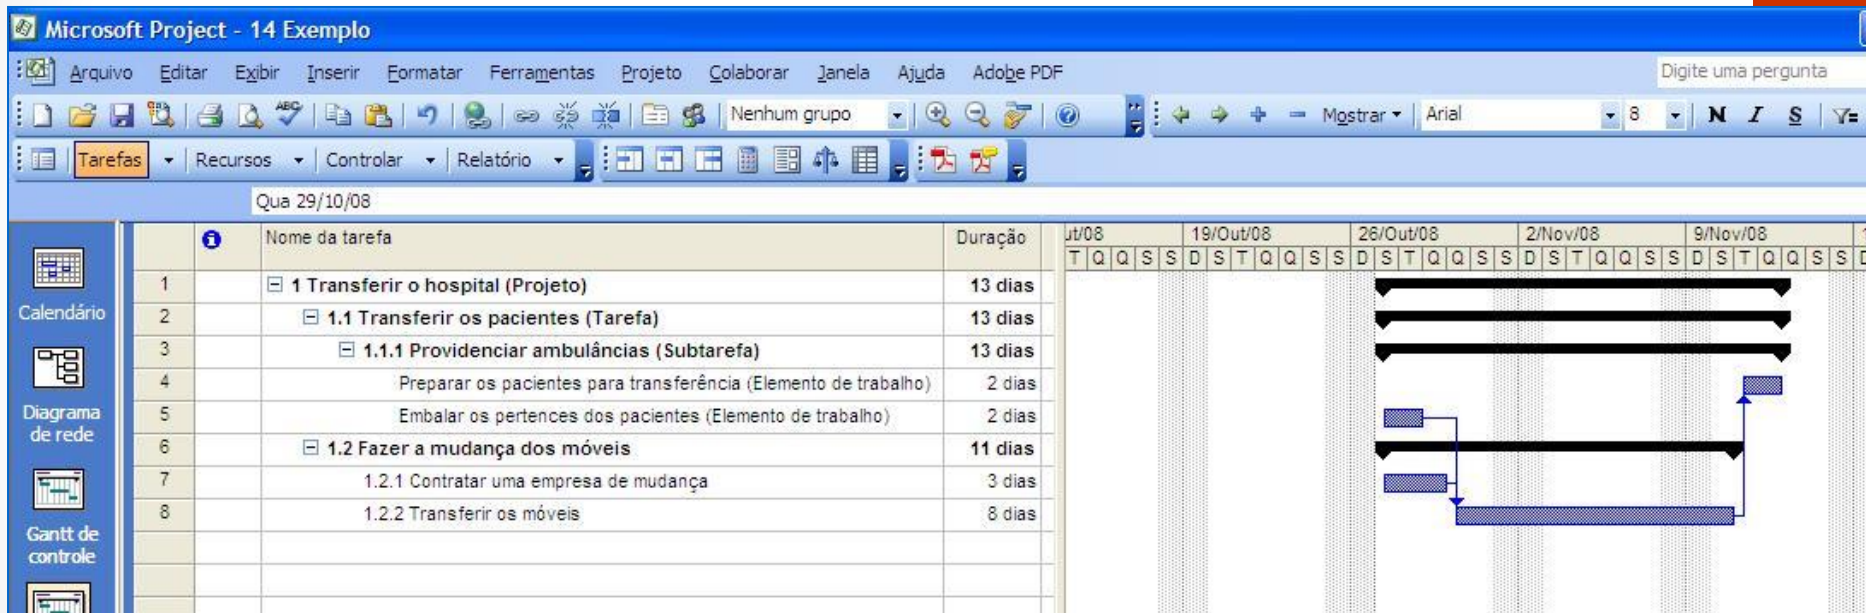 Microsoft Project - 14 Exemplo
Arquivo Editar Exibir Inserir Formatar Ferramentas Projeto Colaborar Janela Ajuda Adobe PDF Digite uma pergunta
ABC Nenhum grupo Mostrar Arial 8 N I S
Tarefas Recursos Controlar Relatório
Qua 29/10/08
Nome da tarefa Duração ut/08 19/Out/08 26/Out/08 2/Nov/08 9/Nov/08 1
T Q Q S S D S T Q Q S S D S T Q Q S S D S T Q Q S S D S T Q Q S S D
1 1 Transferir o hospital (Projeto) 13 dias
Calendário
2 1.1 Transferir os pacientes (Tarefa) 13 dias
3 1.1.1 Providenciar ambulâncias (Subtarefa) 13 dias
4 Preparar os pacientes para transferência (Elemento de trabalho) 2 dias
Diagrama de rede
5 Embalar os pertences dos pacientes (Elemento de trabalho) 2 dias
6 1.2 Fazer a mudança dos móveis 11 dias
7 1.2.1 Contratar uma empresa de mudança 3 dias
8 1.2.2 Transferir os móveis 8 dias
Gantt de
controle